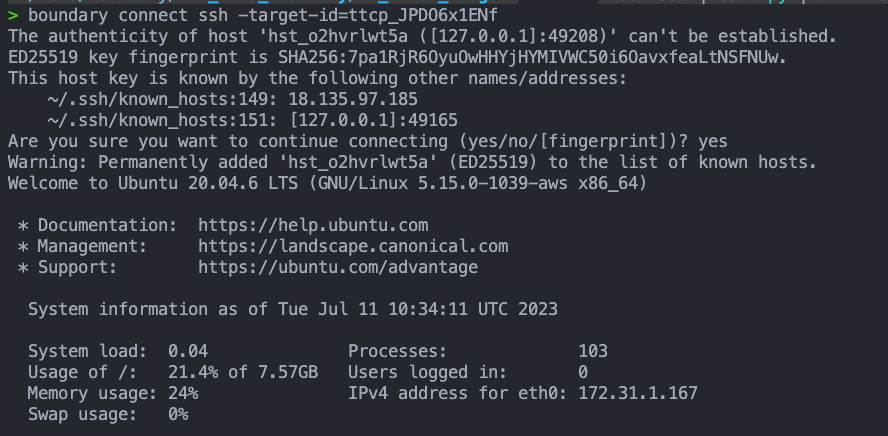 > boundary connect ssh -target-id=ttcp_JPDO6x1ENf
The authenticity of host 'hst_o2hvrlwt5a ([127.0.0.1]:49208)' can't be established.
ED25519 key fingerprint is SHA256:7pa1RjR6OyuOwHHYjHYMIVWC50i6OavxfeaLtNSFNUw.
This host key is known by the following other names/addresses:
    ~/.ssh/known_hosts:149: 18.135.97.185
    ~/.ssh/known_hosts:151: [127.0.0.1]:49165
Are you sure you want to continue connecting (yes/no/[fingerprint])? yes
Warning: Permanently added 'hst_o2hvrlwt5a' (ED25519) to the list of known hosts.
Welcome to Ubuntu 20.04.6 LTS (GNU/Linux 5.15.0-1039-aws x86_64)

 * Documentation:  https://help.ubuntu.com
 * Management:     https://landscape.canonical.com
 * Support:        https://ubuntu.com/advantage

  System information as of Tue Jul 11 10:34:11 UTC 2023

  System load:  0.04              Processes:             103
  Usage of /:   21.4% of 7.57GB   Users logged in:       0
  Memory usage: 24%               IPv4 address for eth0: 172.31.1.167
  Swap usage:   0%